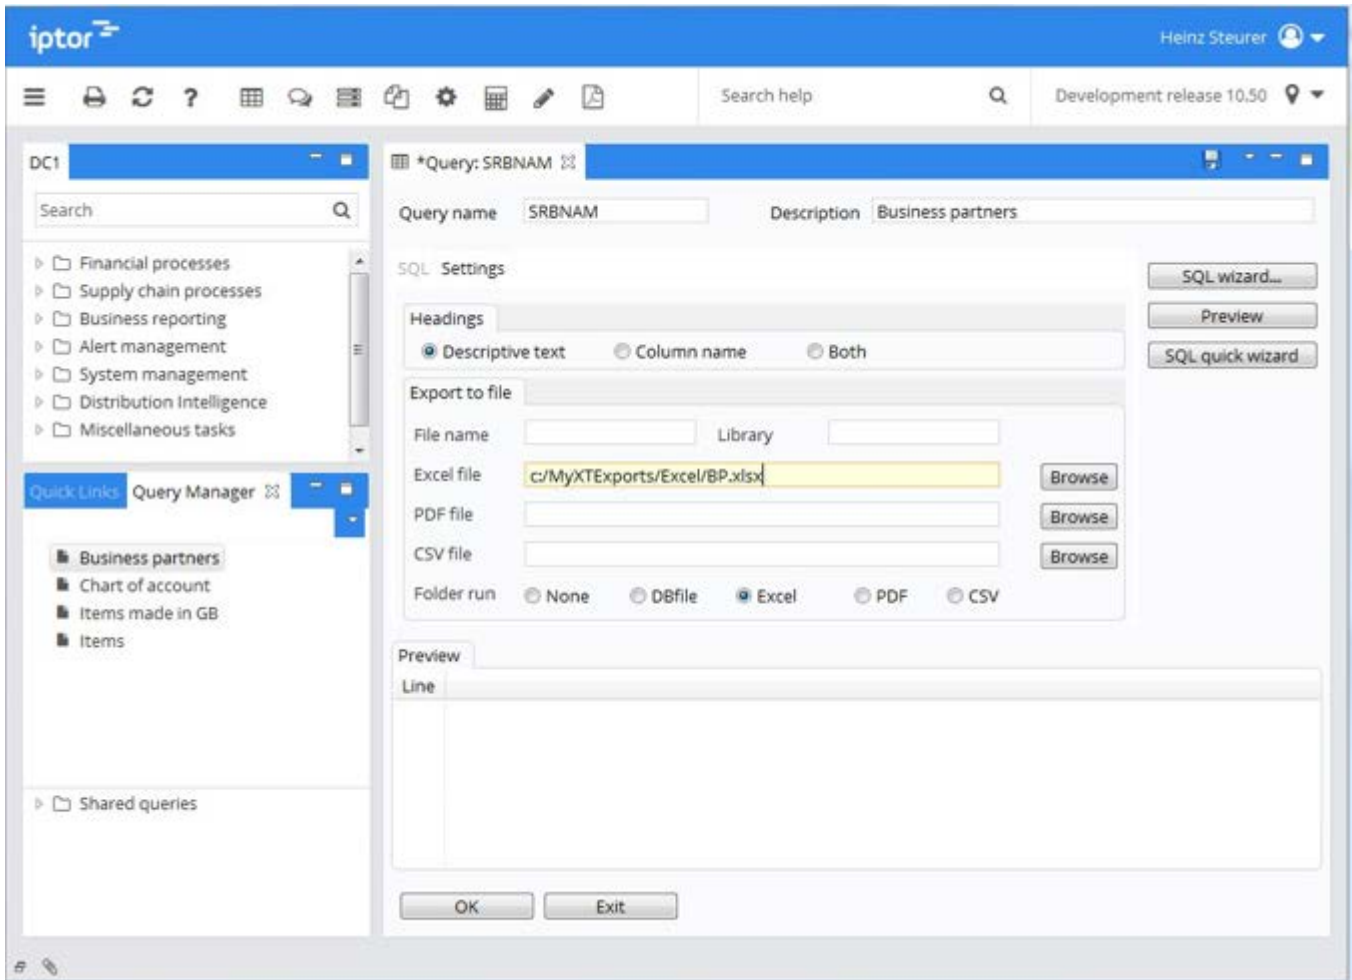 iptor
Heinz Steurer
?
Search help
Development release 10.50
DC1
Search
Financial processes
Supply chain processes
Business reporting
Alert management
System management
Distribution Intelligence
Miscellaneous tasks
Quick Links Query Manager
Business partners
Chart of account
Items made in GB
Items
Shared queries
*Query: SRBNAM
Query name SRBNAM Description Business partners
SQL Settings
SQL wizard...
Preview
SQL quick wizard
Headings
Descriptive text Column name Both
Export to file
File name Library
Excel file c:/MyXTExports/Excel/BP.xlsx Browse
PDF file Browse
CSV file Browse
Folder run None DBfile Excel PDF CSV
Preview
Line
OK Exit